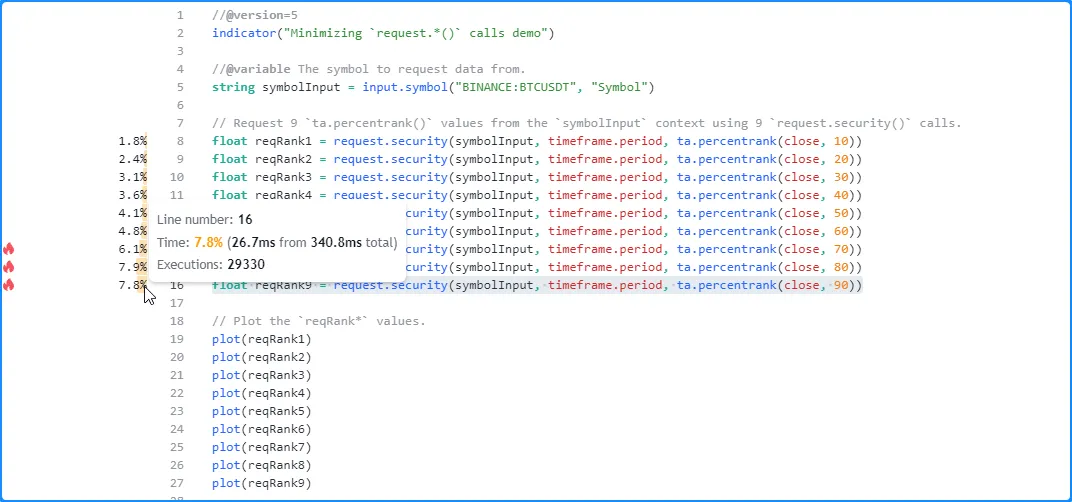 1 //@version=5
2 indicator("Minimizing `request.*()` calls demo")
3
4 //@variable The symbol to request data from.
5 string symbolInput = input.symbol("BINANCE:BTCUSDT", "Symbol")
6
7 // Request 9 `ta.percentrank()` values from the `symbolInput` context using 9 `request.security()` calls.
1.8% 8 float reqRank1 = request.security(symbolInput, timeframe.period, ta.percentrank(close, 10))
2.4% 9 float reqRank2 = request.security(symbolInput, timeframe.period, ta.percentrank(close, 20))
3.1% 10 float reqRank3 = request.security(symbolInput, timeframe.period, ta.percentrank(close, 30))
3.6% 11 float reqRank4 = request.security(symbolInput, timeframe.period, ta.percentrank(close, 40))
4.1% curity(symbolInput, timeframe.period, ta.percentrank(close, 50))
4.8% curity(symbolInput, timeframe.period, ta.percentrank(close, 60))
6.1% curity(symbolInput, timeframe.period, ta.percentrank(close, 70))
7.9% curity(symbolInput, timeframe.period, ta.percentrank(close, 80))
Line number: 16
Time: 7.8% (26.7ms from 340.8ms total)
Executions: 29330
7.8% 16 float reqRank9 = request.security(symbolInput, timeframe.period, ta.percentrank(close, 90))
17
18 // Plot the `reqRank*` values.
19 plot(reqRank1)
20 plot(reqRank2)
21 plot(reqRank3)
22 plot(reqRank4)
23 plot(reqRank5)
24 plot(reqRank6)
25 plot(reqRank7)
26 plot(reqRank8)
27 plot(reqRank9)